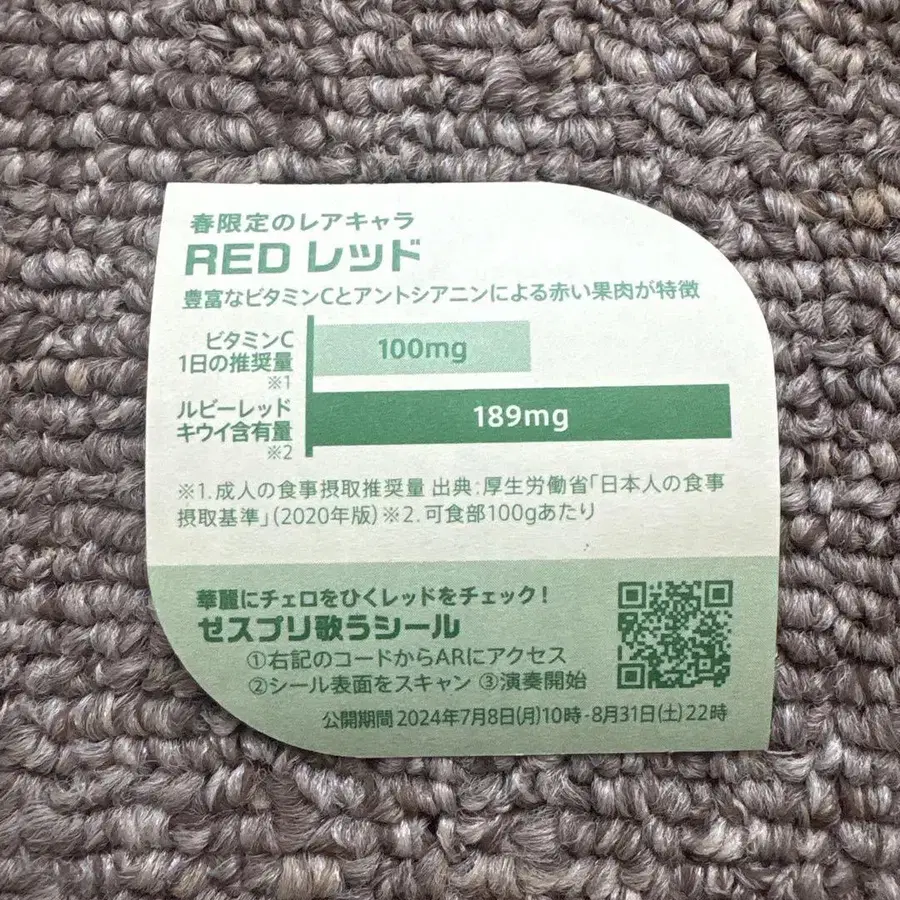 春限定のレアキャラ
RED レッド
豊富なビタミンCとアントシアニンによる赤い果肉が特徴
ビタミンC
1日の推奨量
※1
100mg
ルビーレッド
キウイ含有量
※2
189mg
※1.成人の食事摂取推奨量 出典:厚生労働省「日本人の食事
摂取基準」(2020年版)※2.可食部100gあたり
華麗にチェロをひくレッドをチェック!
ゼスプリ歌うシール
①右記のコードからARにアクセス
②シール表面をスキャン ③演奏開始
公開期間 2024年7月8日(月)10時-8月31日(土)22時